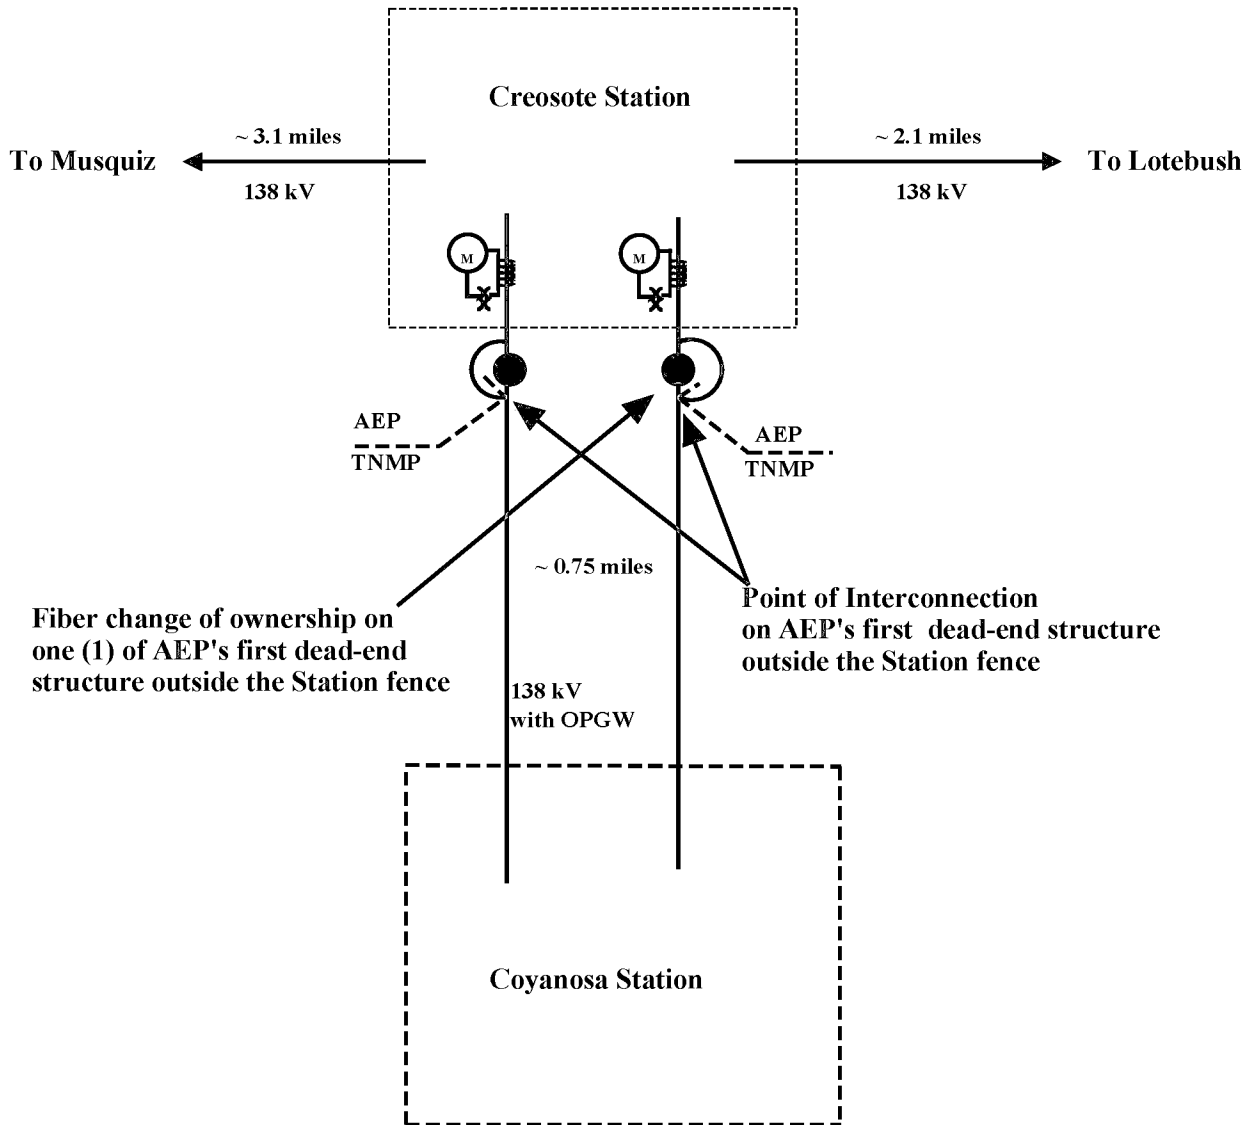 Creosote Station
~ 3.1 miles
~ 2.1 miles
To Musquiz
To Lotebush
138 kV
138 kV
M
M
AEP
TNMP
AEP
TNMP
~ 0.75 miles
Fiber change of ownership on
one (1) of AEP's first dead-end
structure outside the Station fence
Point of Interconnection
on AEP's first dead-end structure
outside the Station fence
138 kV
with OPGW
Coyanosa Station